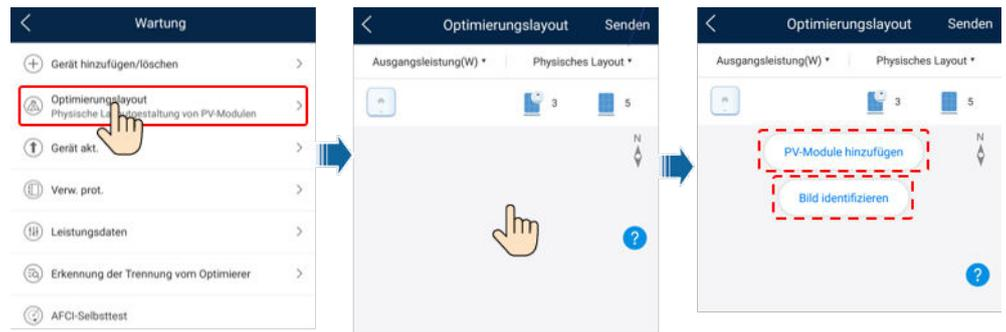 Wartung
Gerät hinzufügen/löschen
Optimierungslayout
Physische Layoutgestaltung von PV-Modulen
Gerät akt.
Verw. prot.
Leistungsdaten
Erkennung der Trennung vom Optimierer
AFCI-Selbsttest
Optimierungslayout Senden
Ausgangsleistung(W) Physisches Layout
3 5
N
?
Optimierungslayout Senden
Ausgangsleistung(W) Physisches Layout
3 5
N
PV-Module hinzufügen
Bild identifizieren
?